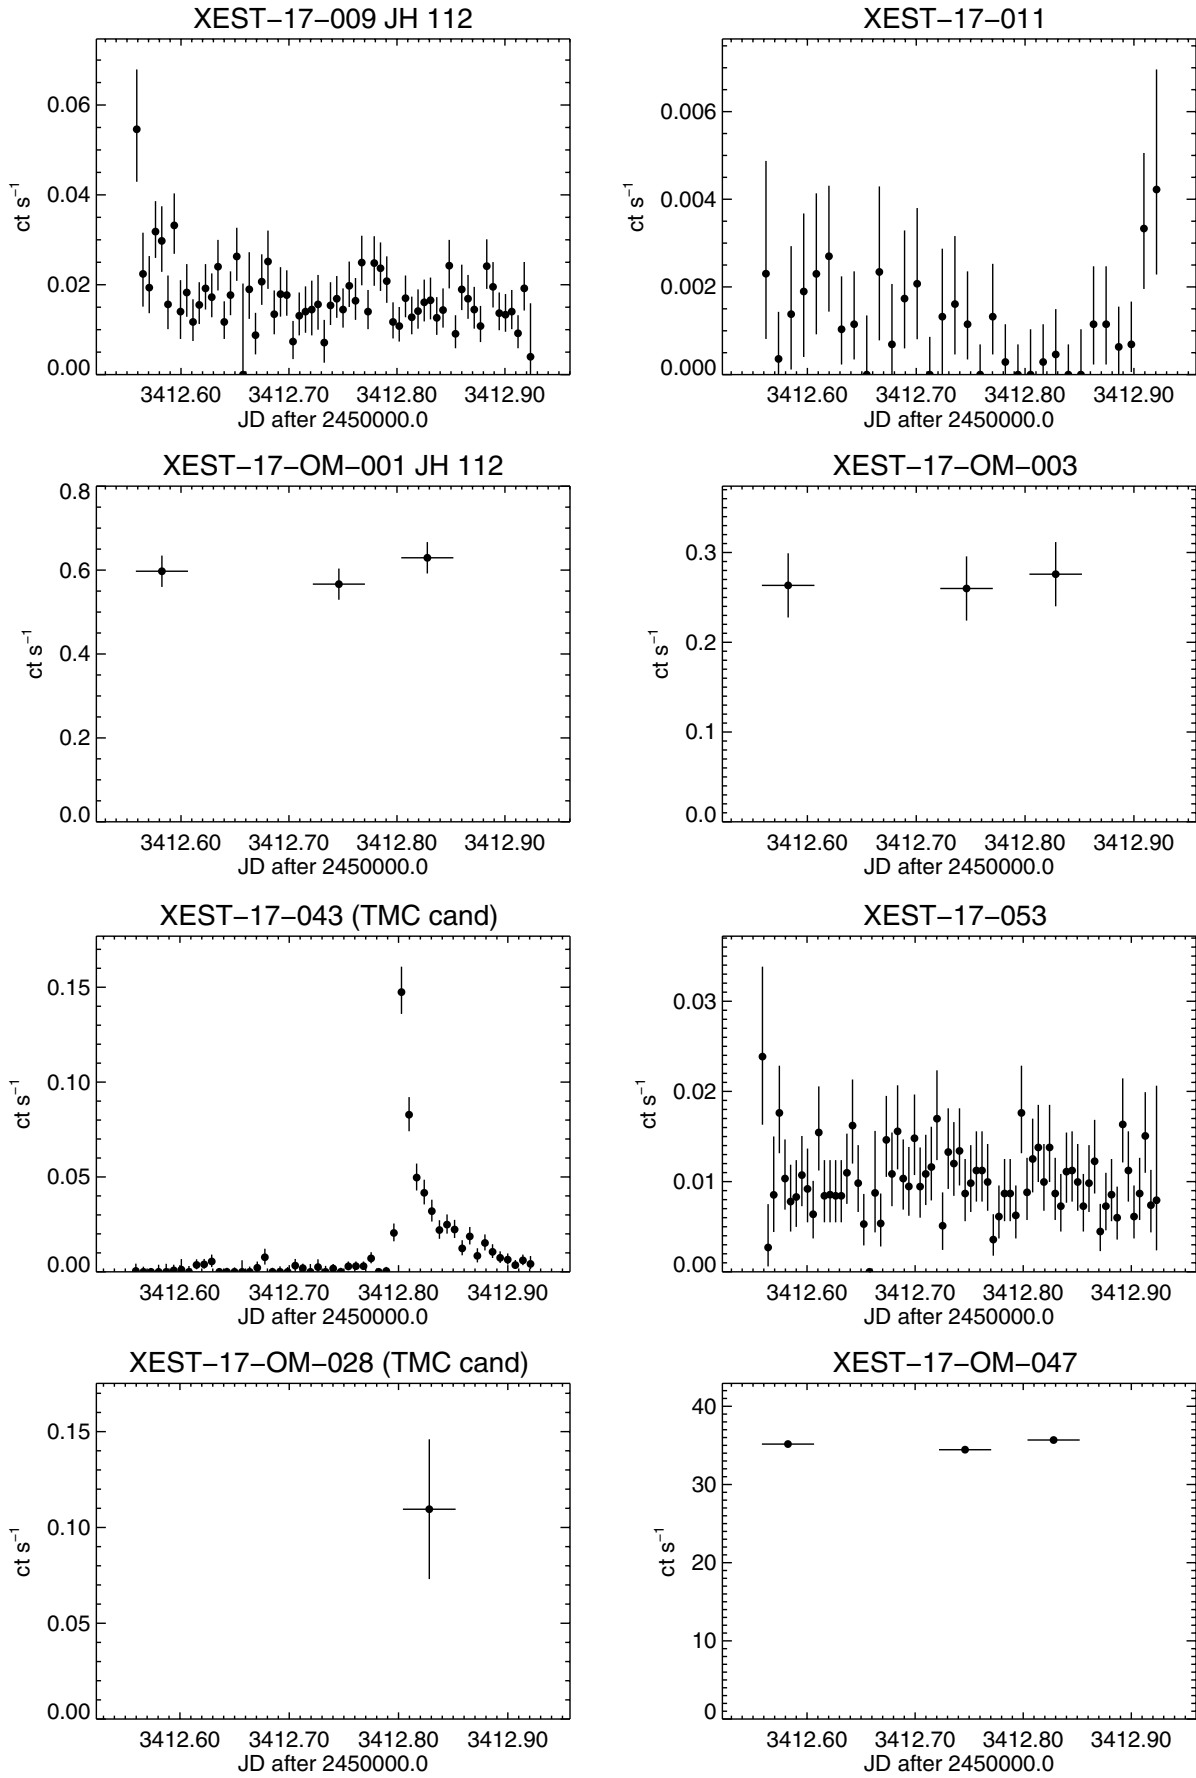 XEST−17−009 JH 112
ct s⁻¹
0.06
0.04
0.02
0.00
3412.60 3412.70 3412.80 3412.90
JD after 2450000.0
XEST−17−011
ct s⁻¹
0.006
0.004
0.002
0.000
3412.60 3412.70 3412.80 3412.90
JD after 2450000.0
XEST−17−OM−001 JH 112
ct s⁻¹
0.8
0.6
0.4
0.2
0.0
3412.60 3412.70 3412.80 3412.90
JD after 2450000.0
XEST−17−OM−003
ct s⁻¹
0.3
0.2
0.1
0.0
3412.60 3412.70 3412.80 3412.90
JD after 2450000.0
XEST−17−043 (TMC cand)
ct s⁻¹
0.15
0.10
0.05
0.00
3412.60 3412.70 3412.80 3412.90
JD after 2450000.0
XEST−17−053
ct s⁻¹
0.03
0.02
0.01
0.00
3412.60 3412.70 3412.80 3412.90
JD after 2450000.0
XEST−17−OM−028 (TMC cand)
ct s⁻¹
0.15
0.10
0.05
0.00
3412.60 3412.70 3412.80 3412.90
JD after 2450000.0
XEST−17−OM−047
ct s⁻¹
40
30
20
10
0
3412.60 3412.70 3412.80 3412.90
JD after 2450000.0